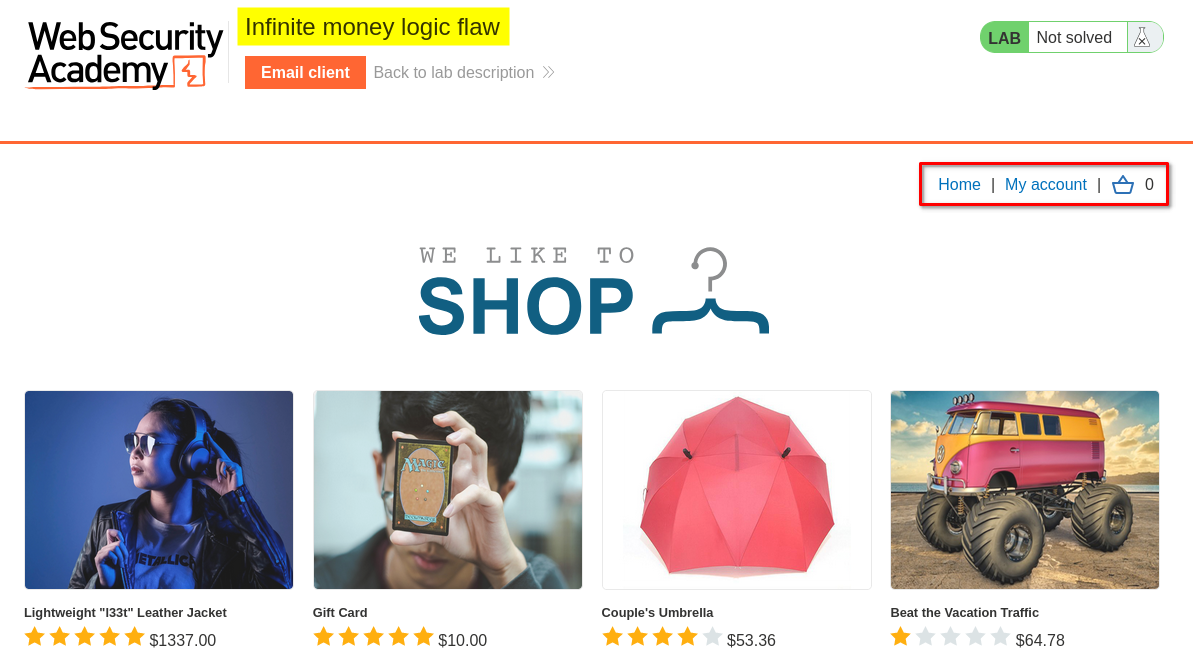 Web Security
Academy
Infinite money logic flaw
Email client
Back to lab description
LAB Not solved
Home | My account | 0
WE LIKE TO
SHOP
METALLICA
MAGIC
Lightweight "l33t" Leather Jacket
$1337.00
Gift Card
$10.00
Couple's Umbrella
$53.36
Beat the Vacation Traffic
$64.78